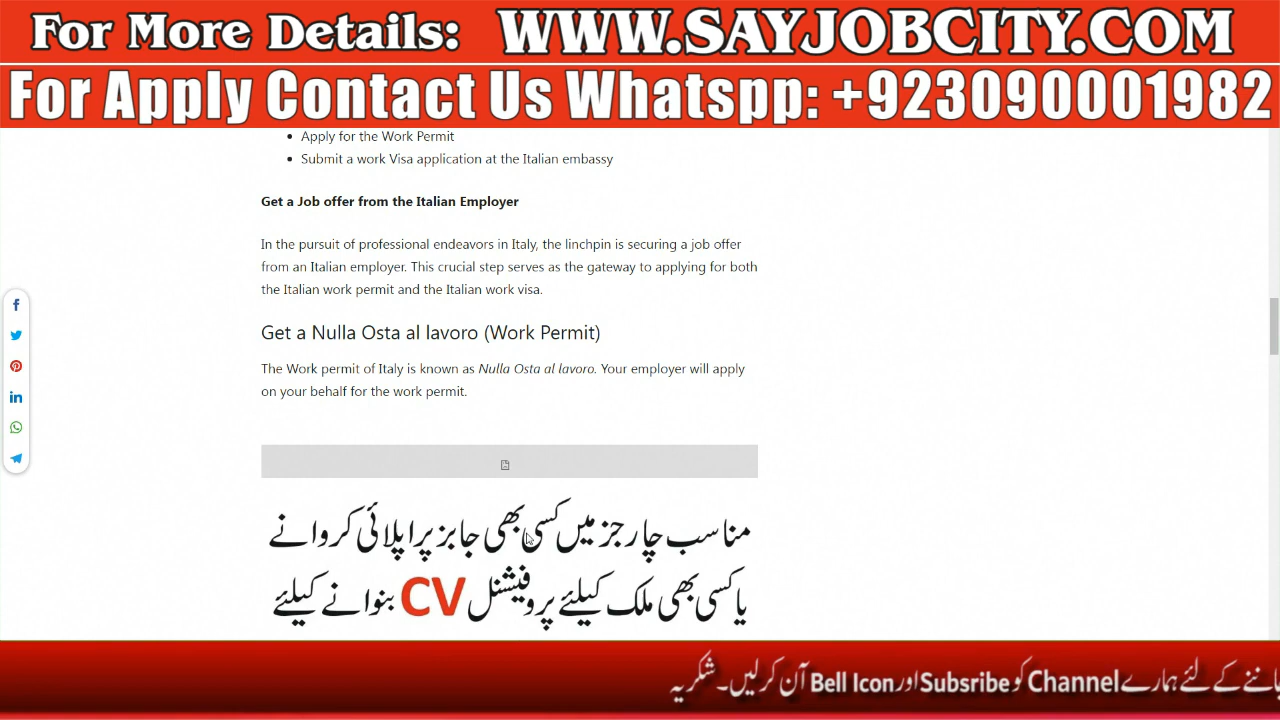 For More Details: WWW.SAYJOBCITY.COM
For Apply Contact Us Whatspp: +923090001982
• Apply for the Work Permit
• Submit a work Visa application at the Italian embassy
Get a Job offer from the Italian Employer
In the pursuit of professional endeavors in Italy, the linchpin is securing a job offer
from an Italian employer. This crucial step serves as the gateway to applying for both
the Italian work permit and the Italian work visa.
Get a Nulla Osta al lavoro (Work Permit)
The Work permit of Italy is known as Nulla Osta al lavoro. Your employer will apply
on your behalf for the work permit.
مناسب چارجز میں کسی بھی جابز پر اپلائی کروانے
یا کسی بھی ملک کیلئے پروفیشنل CV بنوانے کیلئے
جاننے کے لئے ہمارے Channel کو Subsribe اور Bell Icon آن کرلیں۔ شکریہ